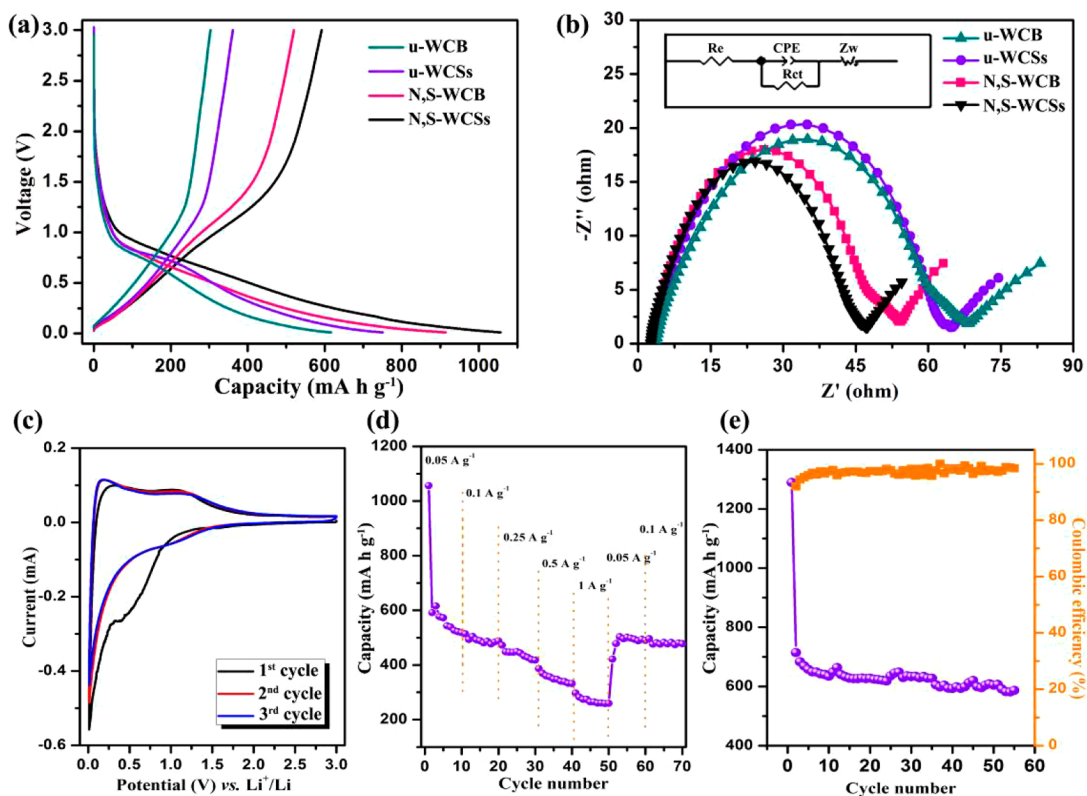 (a)
3.0
2.5
2.0
1.5
1.0
0.5
0.0
Voltage (V)
u-WCB
u-WCSs
N,S-WCB
N,S-WCSs
0 200 400 600 800 1000
Capacity (mA h g⁻¹)
(b)
30
25
20
15
10
5
0
-Z'' (ohm)
Re CPE Zw
Rct
u-WCB
u-WCSs
N,S-WCB
N,S-WCSs
0 15 30 45 60 75 90
Z' (ohm)
(c)
0.2
0.0
-0.2
-0.4
-0.6
Current (mA)
1st cycle
2nd cycle
3rd cycle
0.0 0.5 1.0 1.5 2.0 2.5 3.0
Potential (V) vs. Li⁺/Li
(d)
1200
1000
800
600
400
200
Capacity (mA h g⁻¹)
0.05 A g⁻¹
0.1 A g⁻¹
0.25 A g⁻¹
0.5 A g⁻¹
1 A g⁻¹
0.05 A g⁻¹
0.1 A g⁻¹
0 10 20 30 40 50 60 70
Cycle number
(e)
1400
1200
1000
800
600
400
Capacity (mA h g⁻¹)
100
80
60
40
20
0
Coulombic efficiency (%)
0 10 20 30 40 50 60
Cycle number